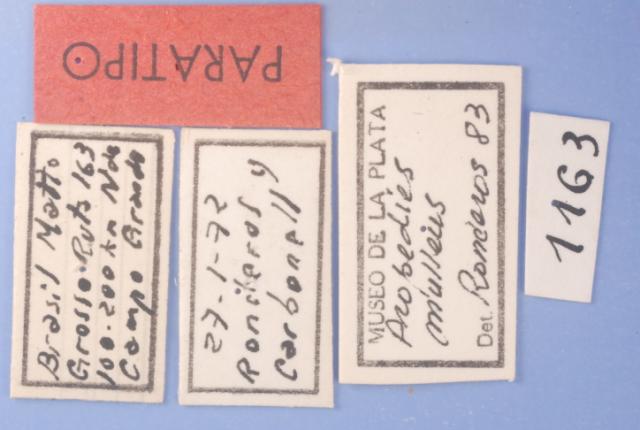 PARATIPO
Brasil Matto
Grosso Ruta 163
100-200 km N de
Campo Grande
27-1-72
Ronderos y
Carbonell
MUSEO DE LA PLATA
mulleius
Det. Ronderos 83
1163